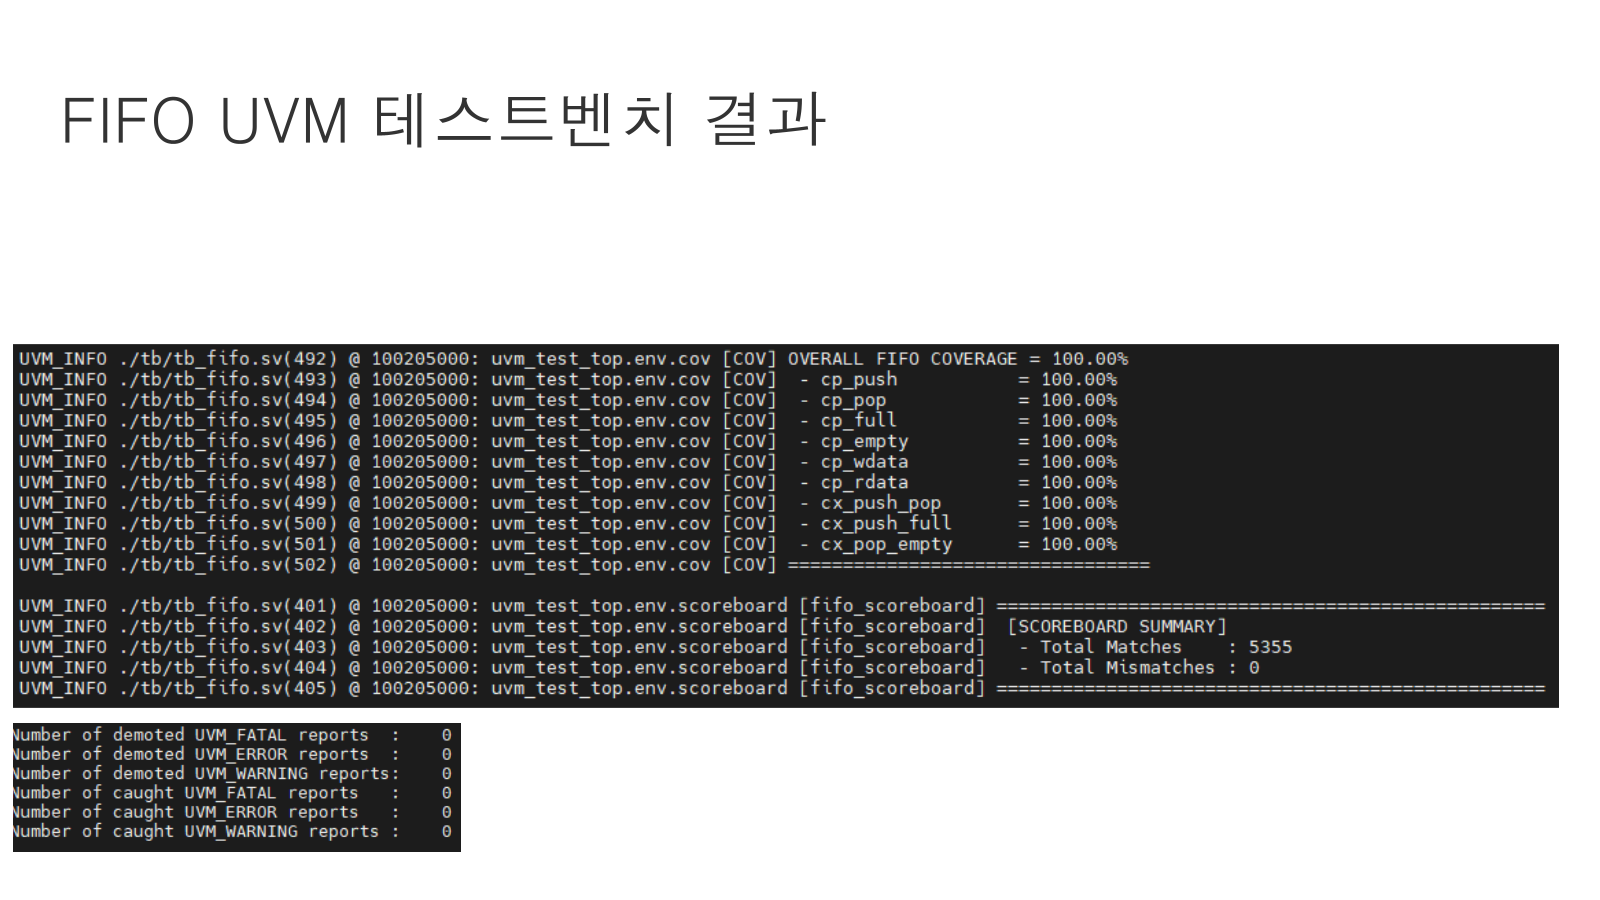 FIFO UVM 테스트벤치 결과
UVM_INFO ./tb/tb_fifo.sv(492) @ 100205000: uvm_test_top.env.cov [COV] OVERALL FIFO COVERAGE = 100.00%
UVM_INFO ./tb/tb_fifo.sv(493) @ 100205000: uvm_test_top.env.cov [COV]  - cp_push           = 100.00%
UVM_INFO ./tb/tb_fifo.sv(494) @ 100205000: uvm_test_top.env.cov [COV]  - cp_pop            = 100.00%
UVM_INFO ./tb/tb_fifo.sv(495) @ 100205000: uvm_test_top.env.cov [COV]  - cp_full           = 100.00%
UVM_INFO ./tb/tb_fifo.sv(496) @ 100205000: uvm_test_top.env.cov [COV]  - cp_empty          = 100.00%
UVM_INFO ./tb/tb_fifo.sv(497) @ 100205000: uvm_test_top.env.cov [COV]  - cp_wdata          = 100.00%
UVM_INFO ./tb/tb_fifo.sv(498) @ 100205000: uvm_test_top.env.cov [COV]  - cp_rdata          = 100.00%
UVM_INFO ./tb/tb_fifo.sv(499) @ 100205000: uvm_test_top.env.cov [COV]  - cx_push_pop       = 100.00%
UVM_INFO ./tb/tb_fifo.sv(500) @ 100205000: uvm_test_top.env.cov [COV]  - cx_push_full      = 100.00%
UVM_INFO ./tb/tb_fifo.sv(501) @ 100205000: uvm_test_top.env.cov [COV]  - cx_pop_empty      = 100.00%
UVM_INFO ./tb/tb_fifo.sv(502) @ 100205000: uvm_test_top.env.cov [COV] =================================
UVM_INFO ./tb/tb_fifo.sv(401) @ 100205000: uvm_test_top.env.scoreboard [fifo_scoreboard] ==================================================
UVM_INFO ./tb/tb_fifo.sv(402) @ 100205000: uvm_test_top.env.scoreboard [fifo_scoreboard]  [SCOREBOARD SUMMARY]
UVM_INFO ./tb/tb_fifo.sv(403) @ 100205000: uvm_test_top.env.scoreboard [fifo_scoreboard]   - Total Matches    : 5355
UVM_INFO ./tb/tb_fifo.sv(404) @ 100205000: uvm_test_top.env.scoreboard [fifo_scoreboard]   - Total Mismatches : 0
UVM_INFO ./tb/tb_fifo.sv(405) @ 100205000: uvm_test_top.env.scoreboard [fifo_scoreboard] ==================================================
Number of demoted UVM_FATAL reports  :    0
Number of demoted UVM_ERROR reports  :    0
Number of demoted UVM_WARNING reports:    0
Number of caught UVM_FATAL reports   :    0
Number of caught UVM_ERROR reports   :    0
Number of caught UVM_WARNING reports :    0